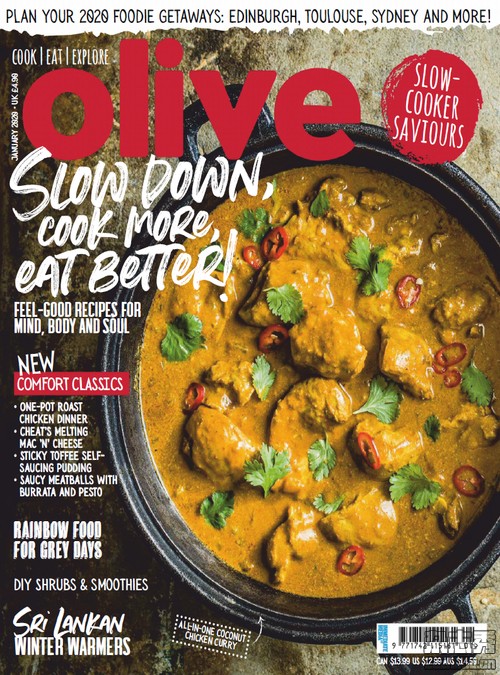 PLAN YOUR 2020 FOODIE GETAWAYS: EDINBURGH, TOULOUSE, SYDNEY AND MORE!
COOK | EAT | EXPLORE
olive
JANUARY 2020 • UK £4.99
SLOW-
COOKER
SAVIOURS
SLOW DOWN,
COOK MORE,
EAT BETTER!
FEEL-GOOD RECIPES FOR
MIND, BODY AND SOUL
NEW
COMFORT CLASSICS
• ONE-POT ROAST
CHICKEN DINNER
• CHEAT'S MELTING
MAC 'N' CHEESE
• STICKY TOFFEE SELF-
SAUCING PUDDING
• SAUCY MEATBALLS WITH
BURRATA AND PESTO
RAINBOW FOOD
FOR GREY DAYS
DIY SHRUBS & SMOOTHIES
SRI LANKAN
WINTER WARMERS
ALL-IN-ONE COCONUT
CHICKEN CURRY
CAN $13.99 US $12.99 AUS $14.50